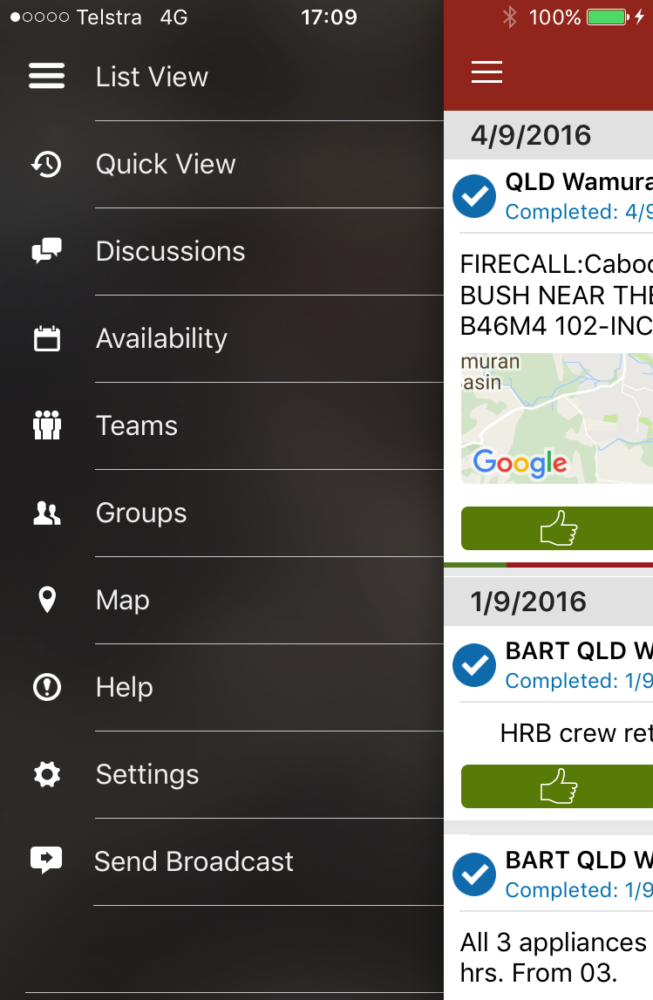 Telstra 4G 17:09 100%
List View
Quick View
Discussions
Availability
Teams
Groups
Map
Help
Settings
Send Broadcast
4/9/2016
QLD Wamura
Completed: 4/9
FIRECALL:Caboo
BUSH NEAR THE
B46M4 102-INC
muran
asin
Google
1/9/2016
BART QLD W
Completed: 1/9
HRB crew ret
BART QLD W
Completed: 1/9
All 3 appliances
hrs. From 03.